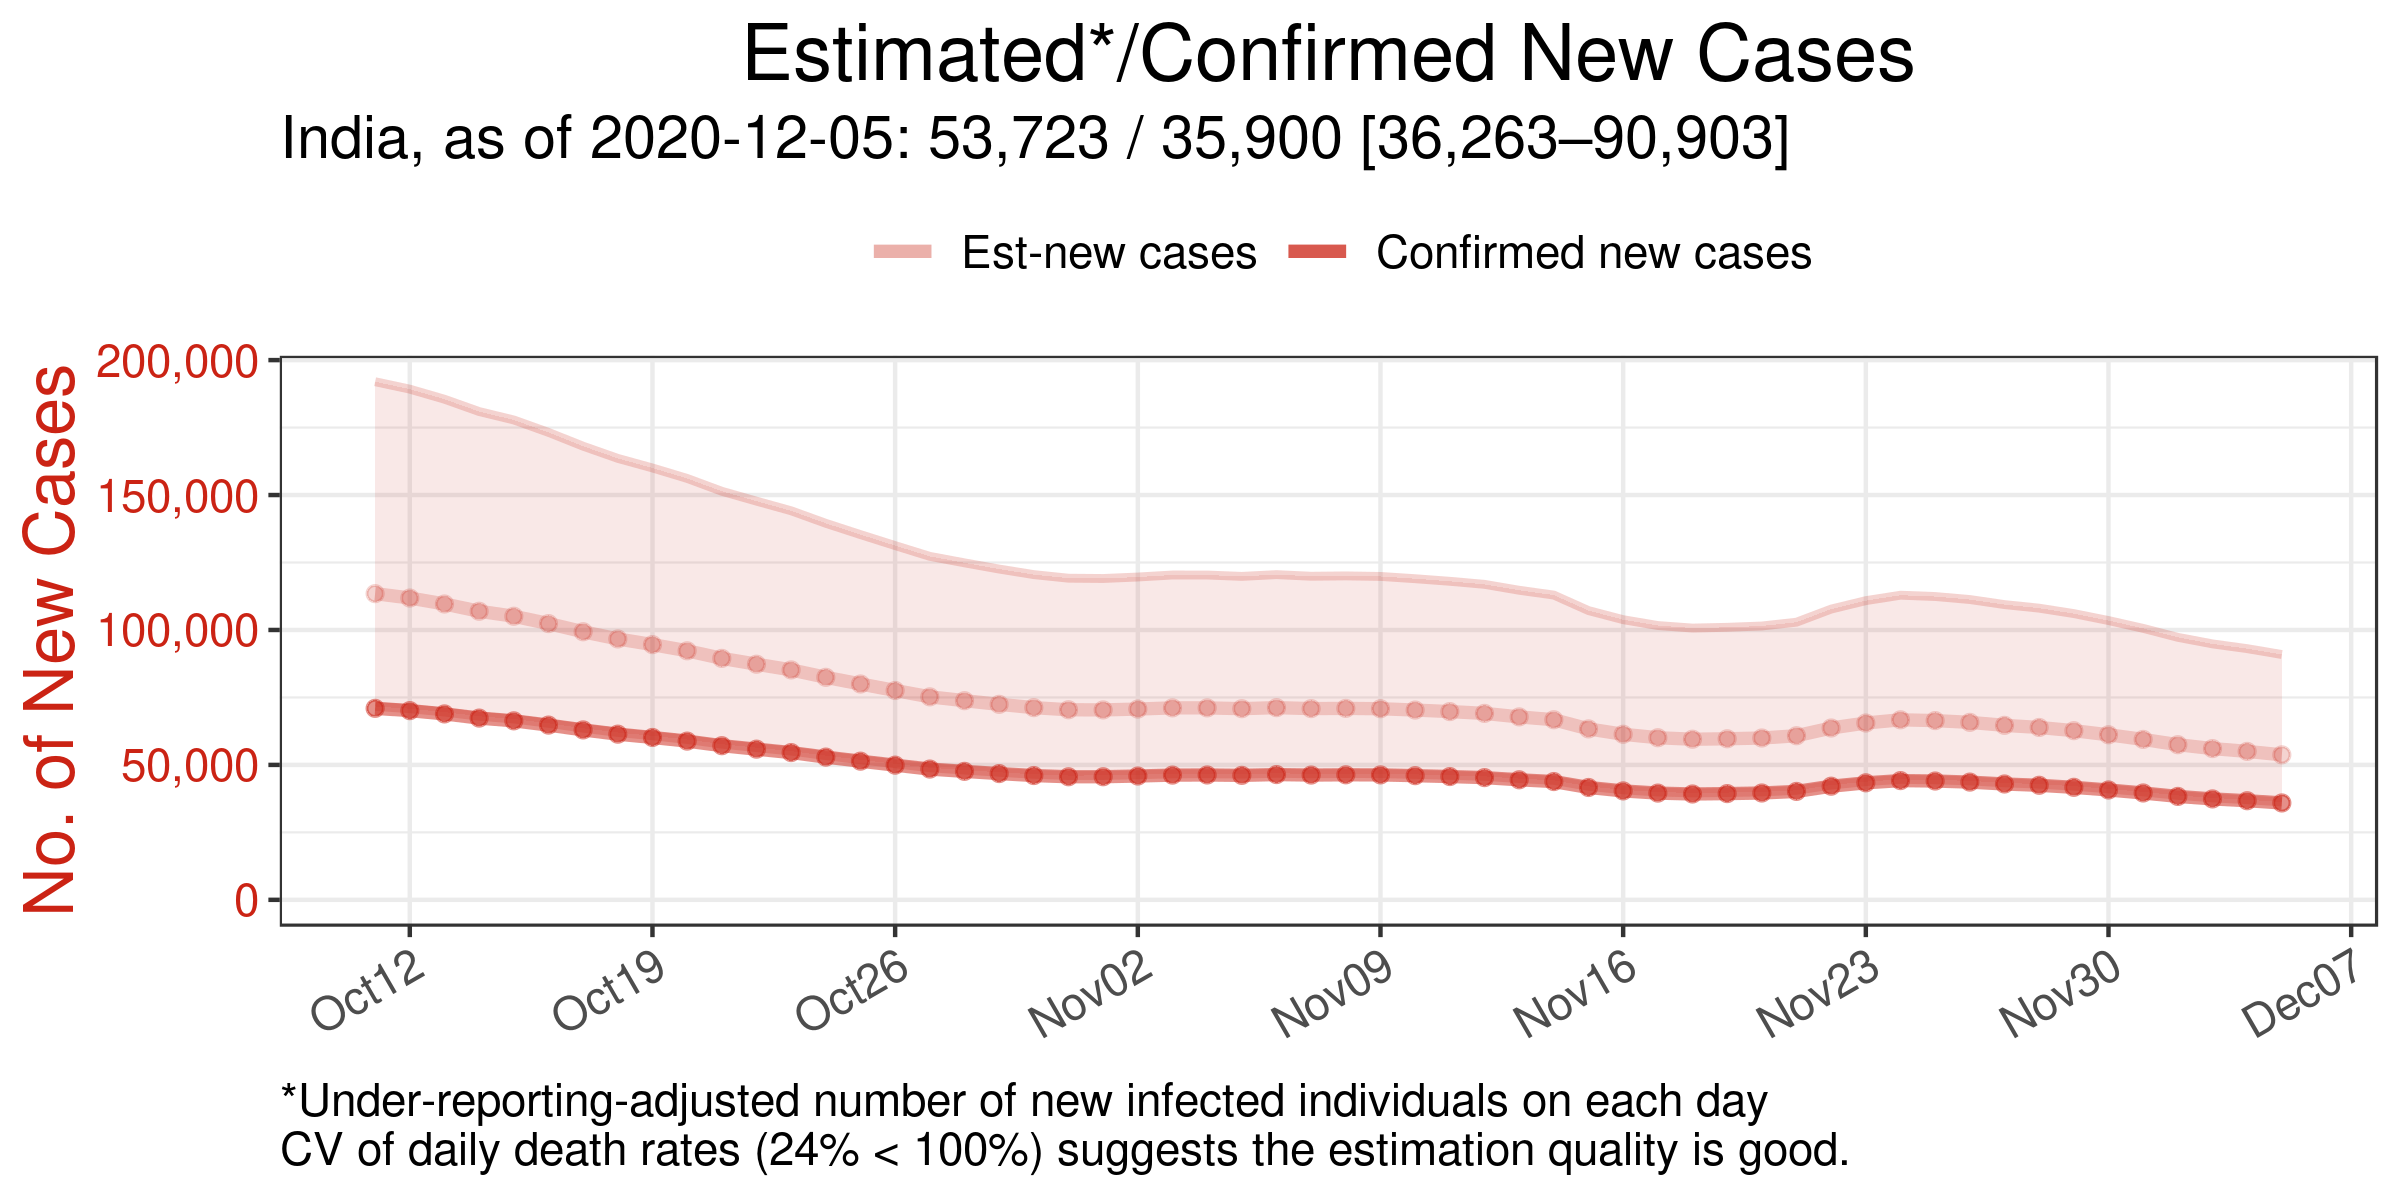 Estimated*/Confirmed New Cases
India, as of 2020-12-05: 53,723 / 35,900 [36,263–90,903]
Est-new cases
Confirmed new cases
No. of New Cases
200,000
150,000
100,000
50,000
0
Oct12
Oct19
Oct26
Nov02
Nov09
Nov16
Nov23
Nov30
Dec07
*Under-reporting-adjusted number of new infected individuals on each day
CV of daily death rates (24% < 100%) suggests the estimation quality is good.